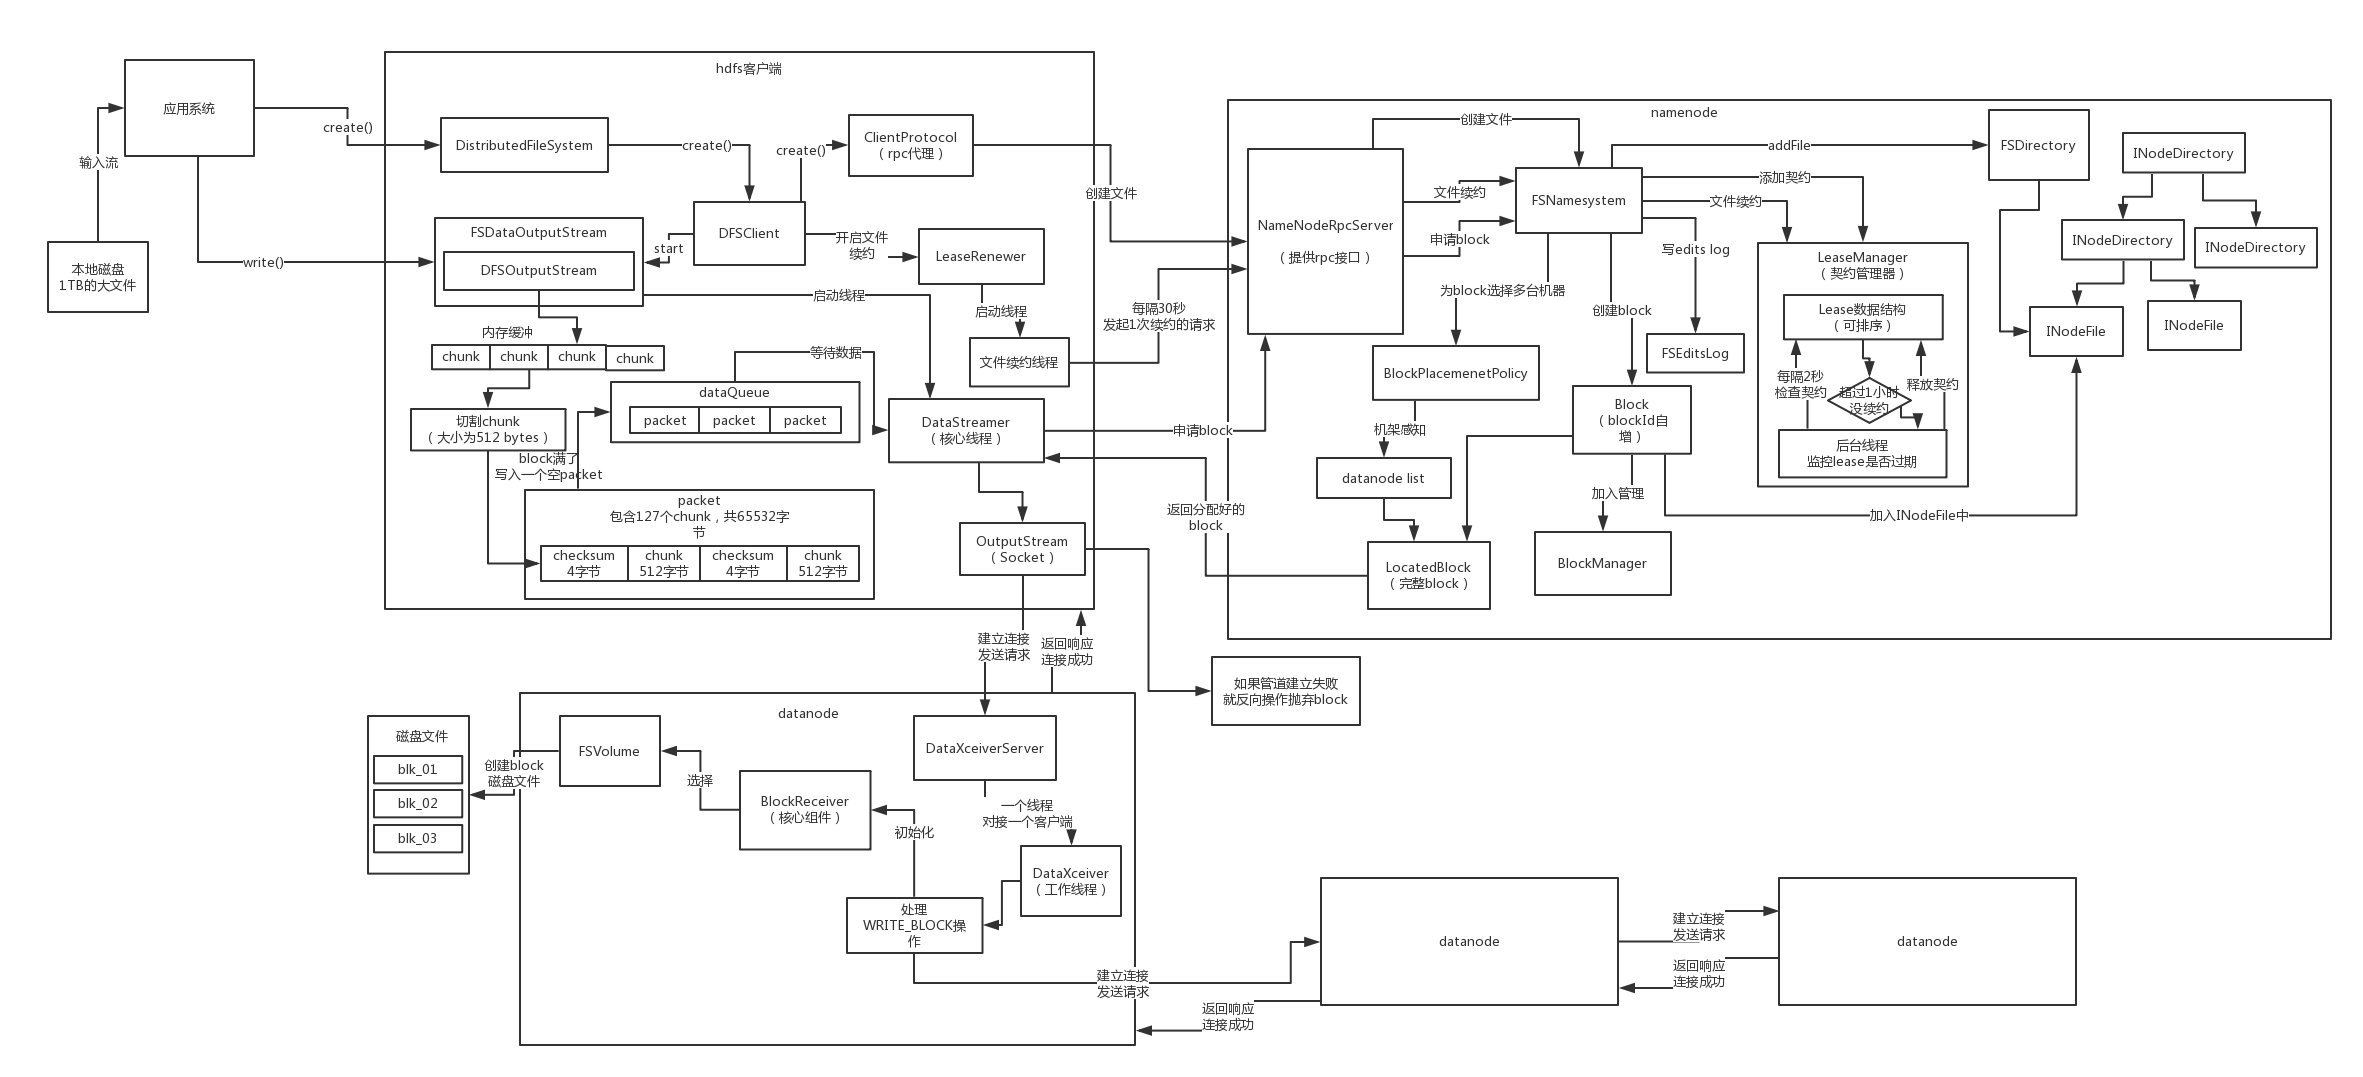 应用系统
输入流
本地磁盘
1TB的大文件
create()
write()
hdfs客户端
DistributedFileSystem
create()
create()
ClientProtocol
（rpc代理）
DFSClient
start
FSDataOutputStream
DFSOutputStream
开启文件
续约
LeaseRenewer
启动线程
启动线程
文件续约线程
内存缓冲
chunk
chunk
chunk
chunk
等待数据
切割chunk
（大小为512 bytes）
dataQueue
packet
packet
packet
DataStreamer
（核心线程）
block满了
写入一个空packet
packet
包含127个chunk，共65532字
节
checksum
4字节
chunk
512字节
checksum
4字节
chunk
512字节
OutputStream
（Socket）
创建文件
每隔30秒
发起1次续约的请求
申请block
返回分配好的
block
namenode
NameNodeRpcServer
（提供rpc接口）
创建文件
文件续约
申请block
FSNamesystem
addFile
添加契约
文件续约
写edits log
为block选择多台机器
创建block
FSEditsLog
BlockPlacemenetPolicy
机架感知
datanode list
Block
（blockId自
增）
加入管理
BlockManager
加入INodeFile中
LocatedBlock
（完整block）
LeaseManager
（契约管理器）
Lease数据结构
（可排序）
每隔2秒
检查契约
超过1小时
没续约
释放契约
后台线程
监控lease是否过期
FSDirectory
INodeDirectory
INodeDirectory
INodeDirectory
INodeFile
INodeFile
建立连接
发送请求
返回响应
连接成功
如果管道建立失败
就反向操作抛弃block
datanode
磁盘文件
blk_01
blk_02
blk_03
创建block
磁盘文件
FSVolume
选择
BlockReceiver
（核心组件）
初始化
DataXceiverServer
一个线程
对接一个客户端
DataXceiver
（工作线程）
处理
WRITE_BLOCK操
作
建立连接
发送请求
返回响应
连接成功
datanode
建立连接
发送请求
返回响应
连接成功
datanode